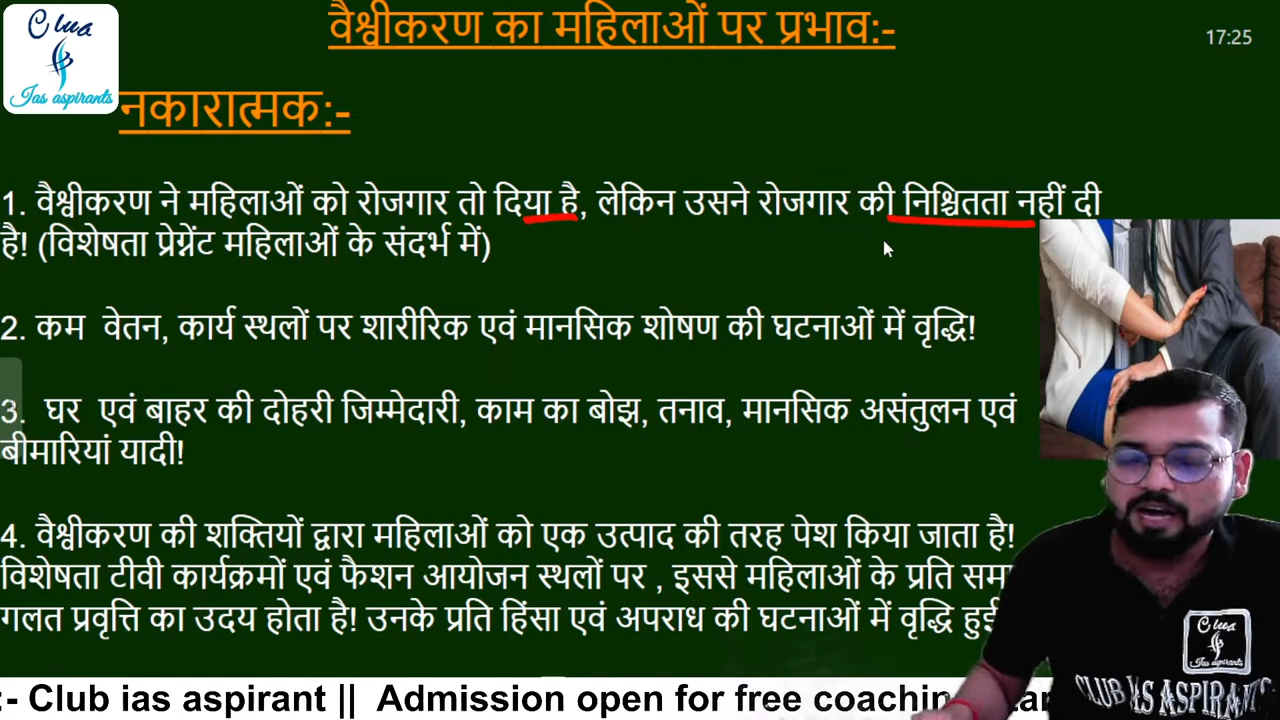 Clua
Ias aspirants
वैश्वीकरण का महिलाओं पर प्रभाव:-
17:25
नकारात्मक:-
1. वैश्वीकरण ने महिलाओं को रोजगार तो दिया है, लेकिन उसने रोजगार की निश्चितता नहीं दी
है! (विशेषता प्रेग्नेंट महिलाओं के संदर्भ में)
2. कम वेतन, कार्य स्थलों पर शारीरिक एवं मानसिक शोषण की घटनाओं में वृद्धि!
3. घर एवं बाहर की दोहरी जिम्मेदारी, काम का बोझ, तनाव, मानसिक असंतुलन एवं
बीमारियां यादी!
4. वैश्वीकरण की शक्तियों द्वारा महिलाओं को एक उत्पाद की तरह पेश किया जाता है!
विशेषता टीवी कार्यक्रमों एवं फैशन आयोजन स्थलों पर , इससे महिलाओं के प्रति
गलत प्रवृत्ति का उदय होता है! उनके प्रति हिंसा एवं अपराध की घटनाओं में वृद्धि हुई
Clua
Ias aspirants
CLUB IAS ASPIRANT
:- Club ias aspirant || Admission open for free